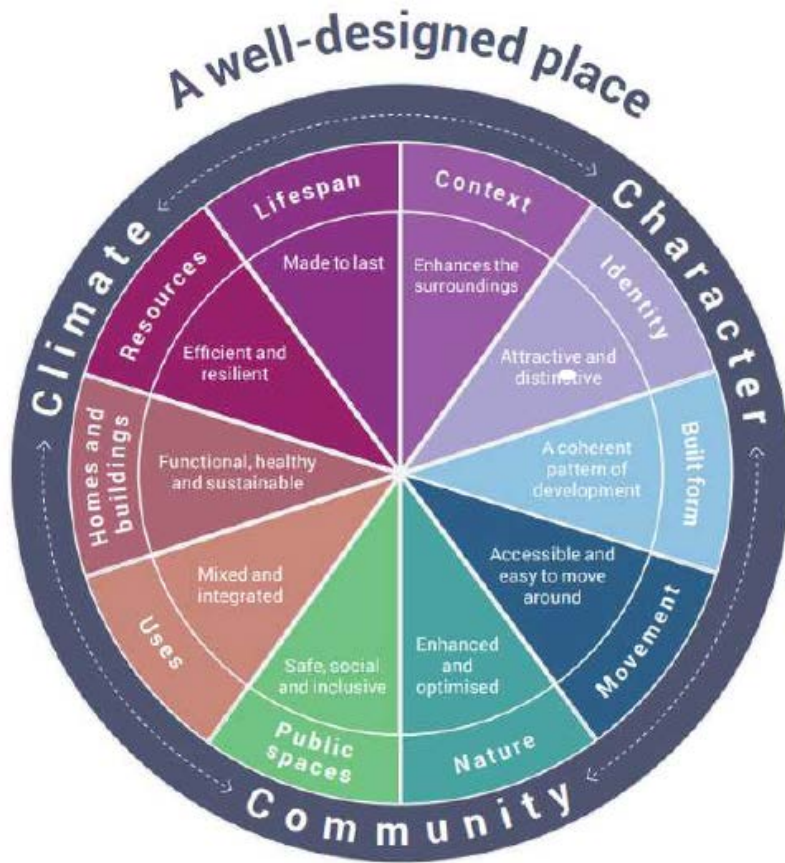 A well-designed place
Climate
Character
Community
Context
Enhances the
surroundings
Identity
Attractive and
distinctive
Built form
A coherent
pattern of
development
Movement
Accessible and
easy to move
around
Nature
Enhanced
and
optimised
Public
spaces
Safe, social
and inclusive
Uses
Mixed and
integrated
Homes and
buildings
Functional, healthy
and sustainable
Resources
Efficient and
resilient
Lifespan
Made to last